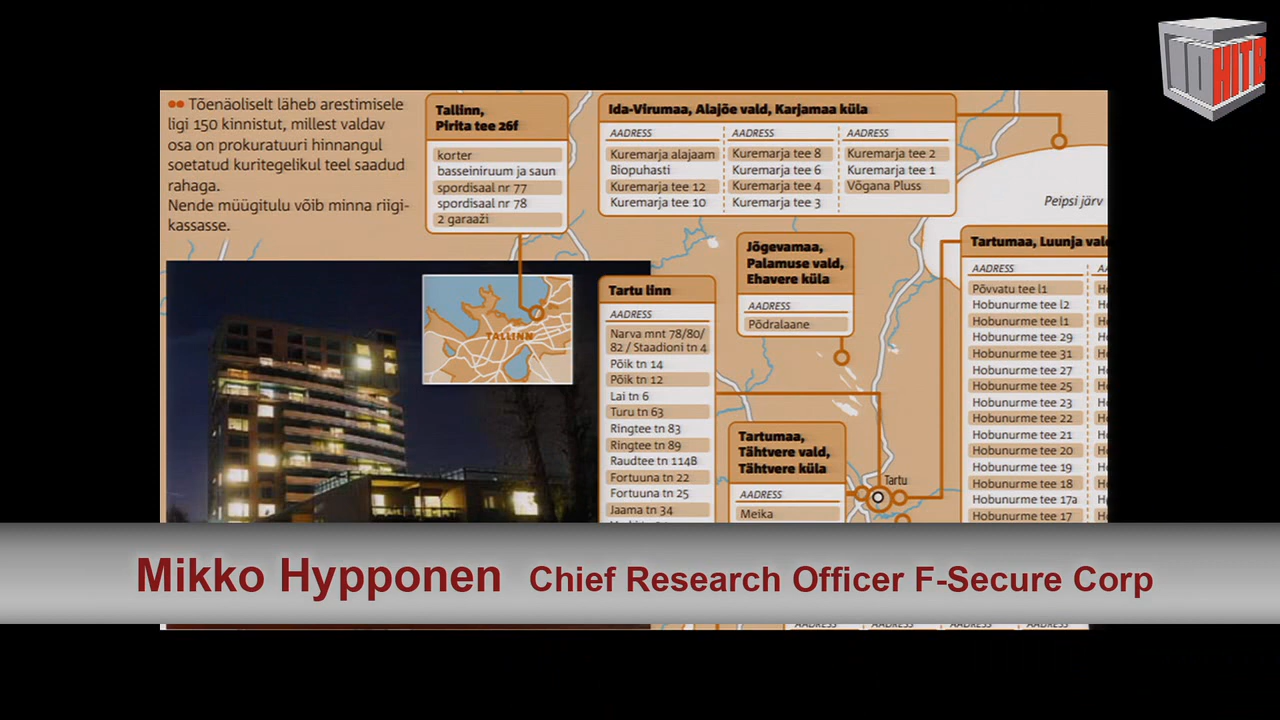 10 HITB
Tõenäoliselt läheb arestimisele
ligi 150 kinnistut, millest valdav
osa on prokuratuuri hinnangul
soetatud kuritegelikul teel saadud
rahaga.
Nende müügitulu võib minna riigi-
kassasse.
Tallinn,
Pirita tee 26f
korter
basseiniruum ja saun
spordisaal nr 77
spordisaal nr 78
2 garaaži
Ida-Virumaa, Alajõe vald, Karjamaa küla
AADRESS
Kuremarja alajaam
Biopuhasti
Kuremarja tee 12
Kuremarja tee 10
AADRESS
Kuremarja tee 8
Kuremarja tee 6
Kuremarja tee 4
Kuremarja tee 3
AADRESS
Kuremarja tee 2
Kuremarja tee 1
Võgana Pluss
Peipsi järv
TALLINN
Tartu linn
AADRESS
Narva mnt 78/80/
82 / Staadioni tn 4
Põik tn 14
Põik tn 12
Lai tn 6
Turu tn 63
Ringtee tn 83
Ringtee tn 89
Raudtee tn 114B
Fortuuna tn 22
Fortuuna tn 25
Jaama tn 34
Jõgevamaa,
Palamuse vald,
Ehavere küla
AADRESS
Põdralaane
Tartumaa,
Tähtvere vald,
Tähtvere küla
AADRESS
Meika
Tartu
Tartumaa, Luunja vald
AADRESS
Põvvatu tee l1
Hobunurme tee l2
Hobunurme tee l1
Hobunurme tee 29
Hobunurme tee 31
Hobunurme tee 27
Hobunurme tee 25
Hobunurme tee 23
Hobunurme tee 22
Hobunurme tee 21
Hobunurme tee 20
Hobunurme tee 19
Hobunurme tee 18
Hobunurme tee 17a
Hobunurme tee 17
Mikko Hypponen Chief Research Officer F-Secure Corp
AADRESS AADRESS AADRESS AADRESS